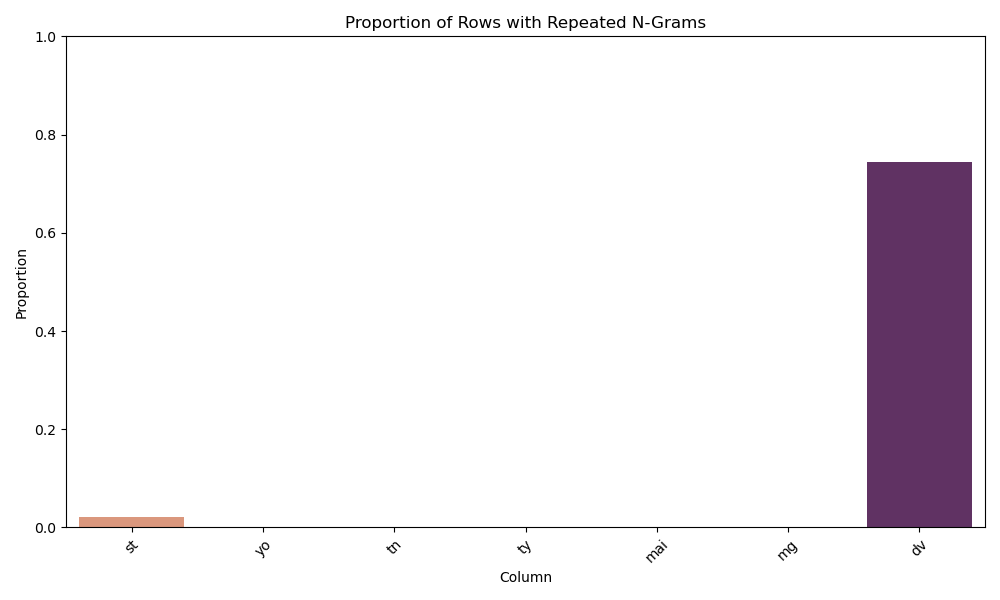 Proportion of Rows with Repeated N-Grams
Proportion
1.0
0.8
0.6
0.4
0.2
0.0
st
yo
tn
ty
mai
mg
dv
Column